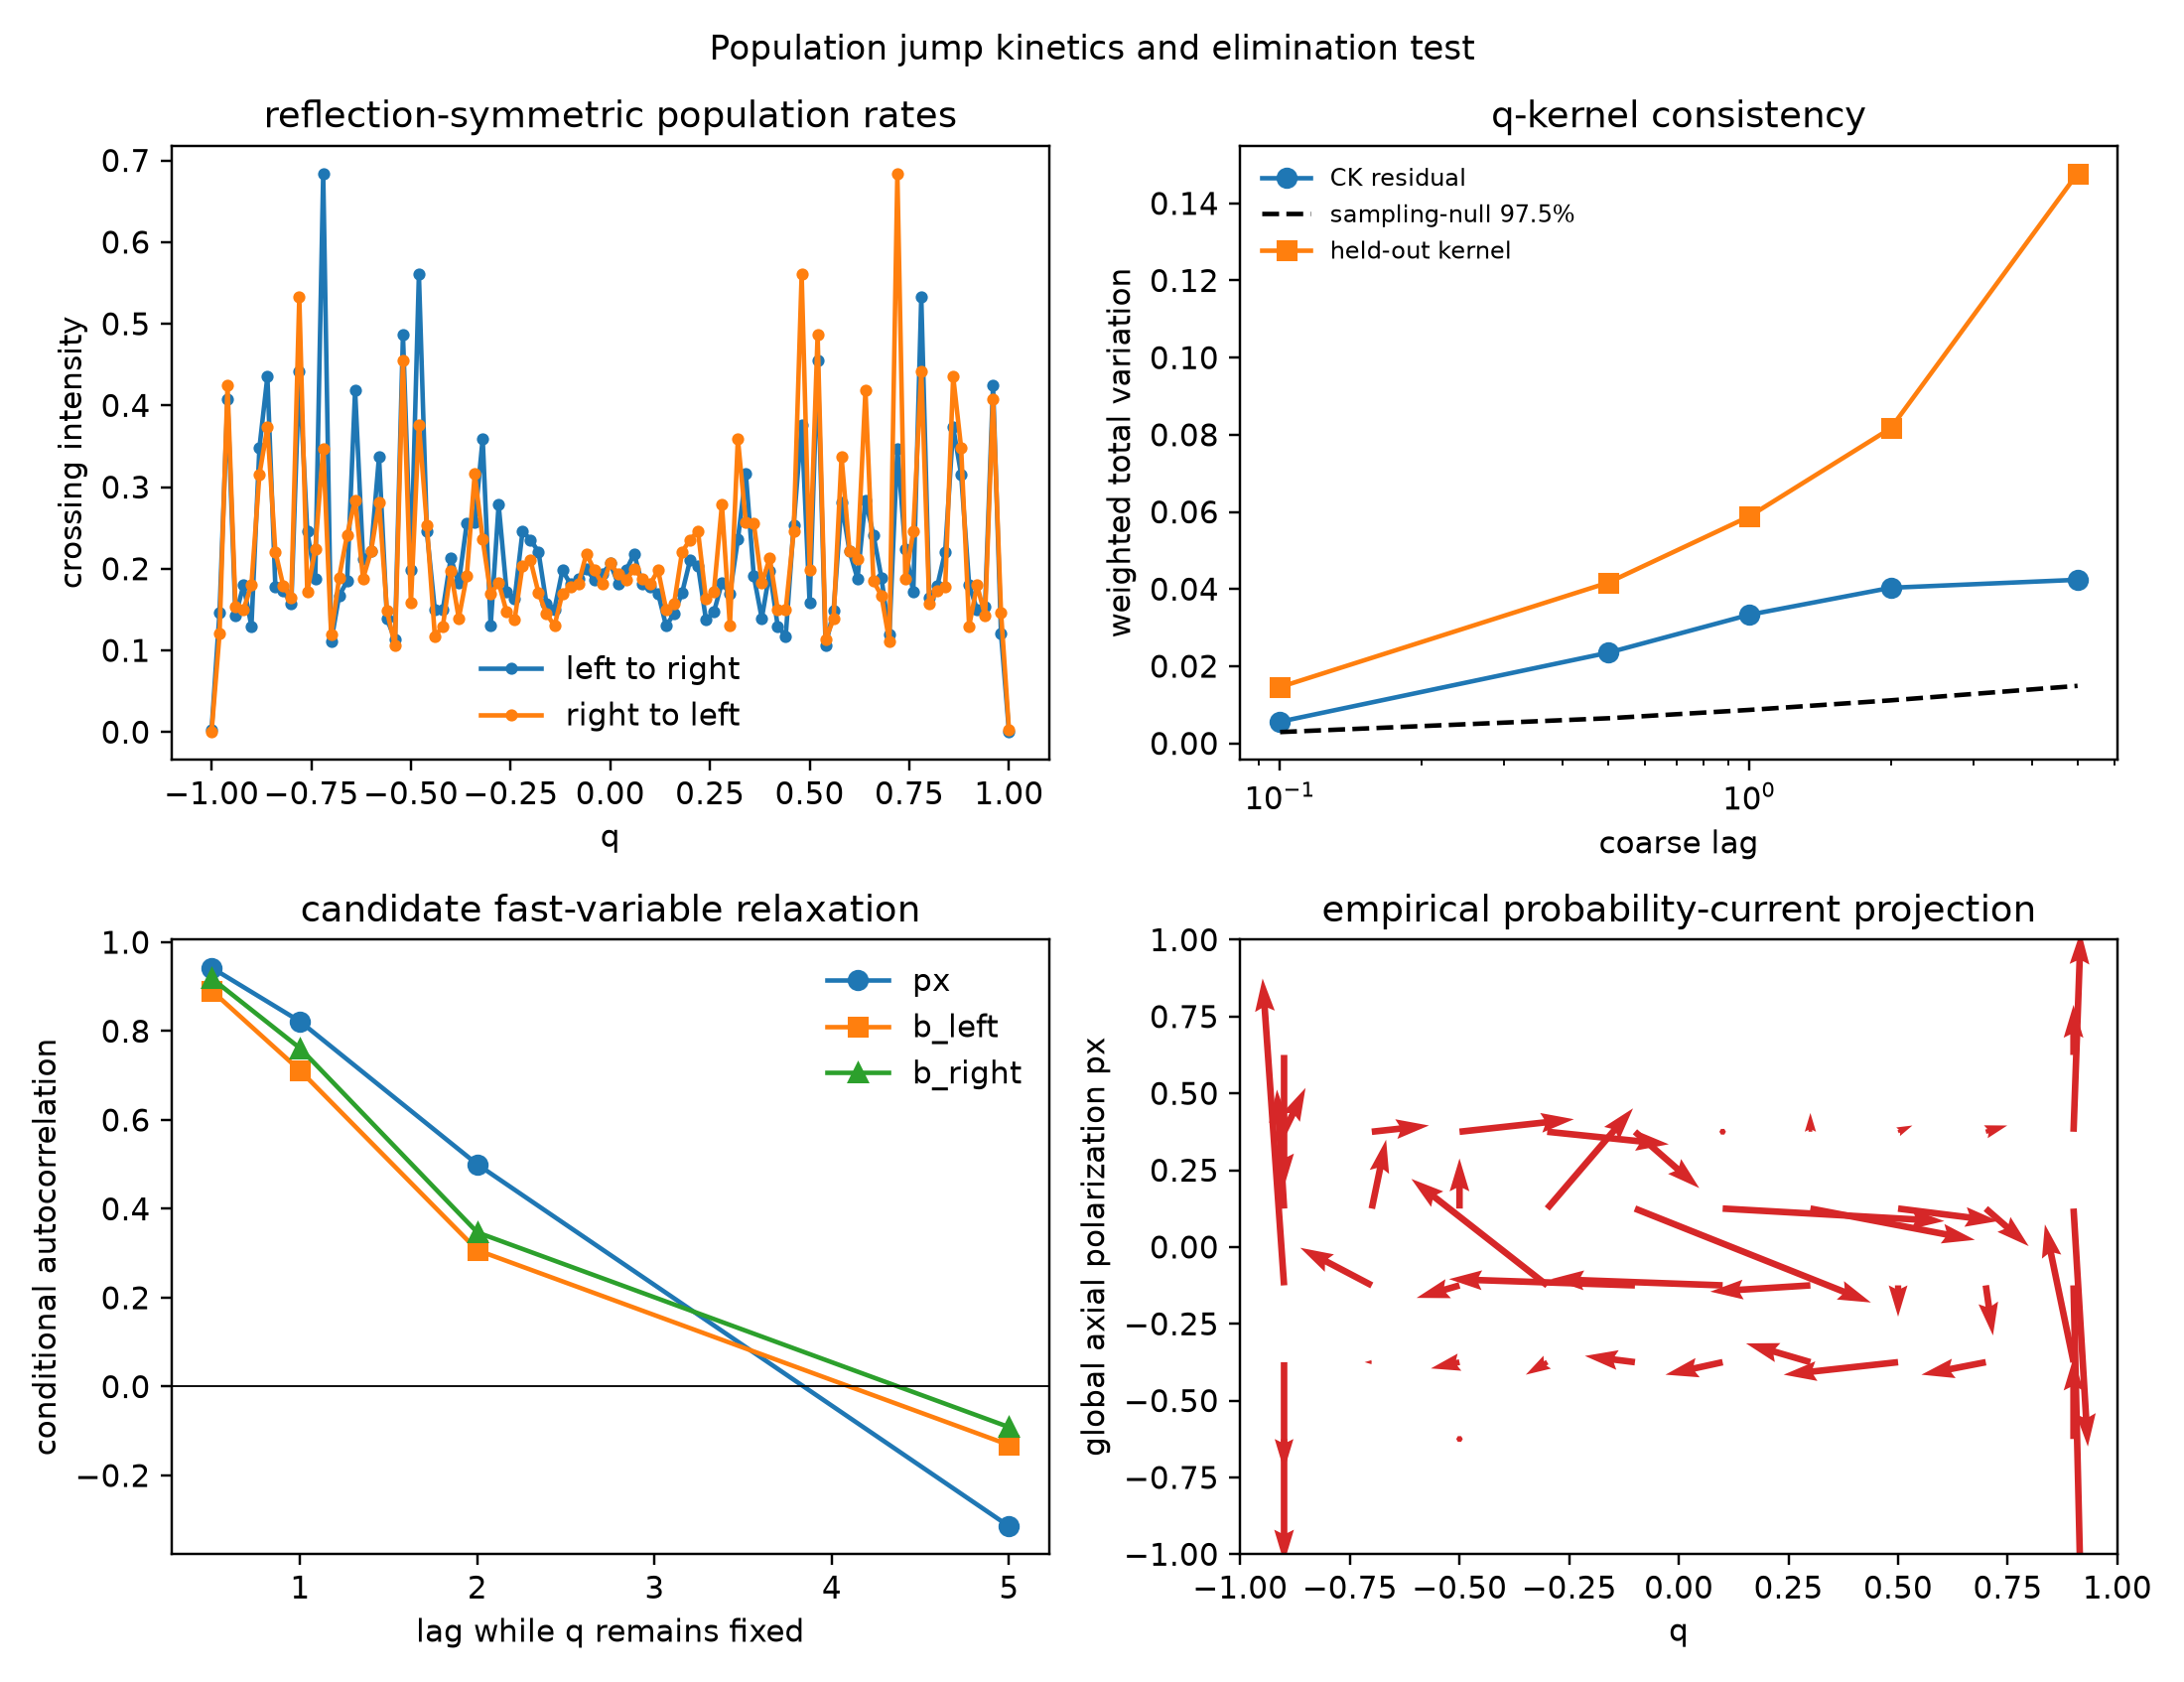 Population jump kinetics and elimination test
reflection-symmetric population rates
0.7
0.6
0.5
0.4
0.3
0.2
0.1
0.0
crossing intensity
left to right
right to left
−1.00 −0.75 −0.50 −0.25 0.00 0.25 0.50 0.75 1.00
q
q-kernel consistency
CK residual
sampling-null 97.5%
held-out kernel
0.14
0.12
0.10
0.08
0.06
0.04
0.02
0.00
weighted total variation
10⁻¹ 10⁰
coarse lag
candidate fast-variable relaxation
1.0
0.8
0.6
0.4
0.2
0.0
−0.2
conditional autocorrelation
px
b_left
b_right
1 2 3 4 5
lag while q remains fixed
empirical probability-current projection
1.00
0.75
0.50
0.25
0.00
−0.25
−0.50
−0.75
−1.00
global axial polarization px
−1.00 −0.75 −0.50 −0.25 0.00 0.25 0.50 0.75 1.00
q